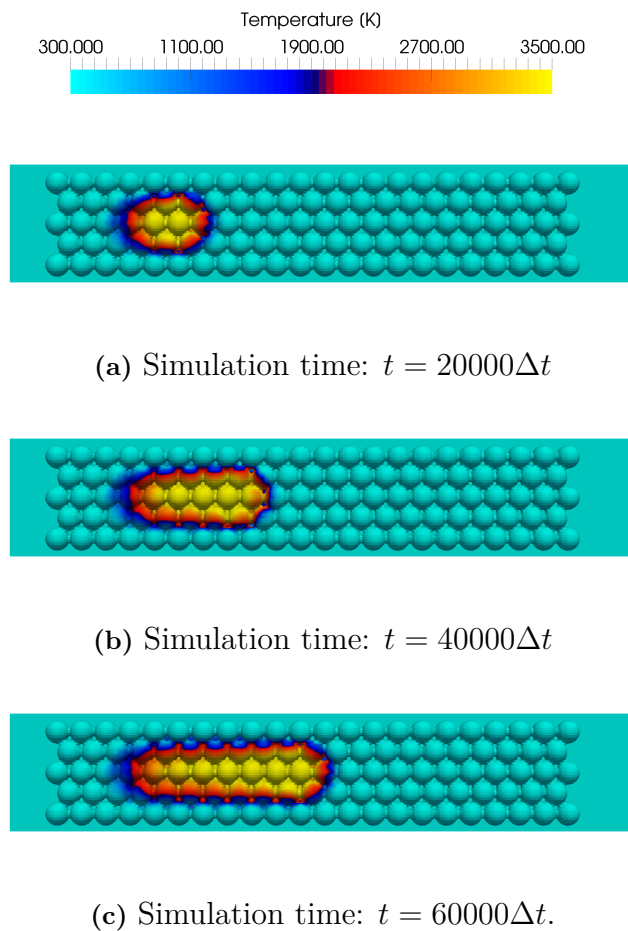 Temperature (K)
300.000 1100.00 1900.00 2700.00 3500.00
(a) Simulation time: t = 20000Δt
(b) Simulation time: t = 40000Δt
(c) Simulation time: t = 60000Δt.